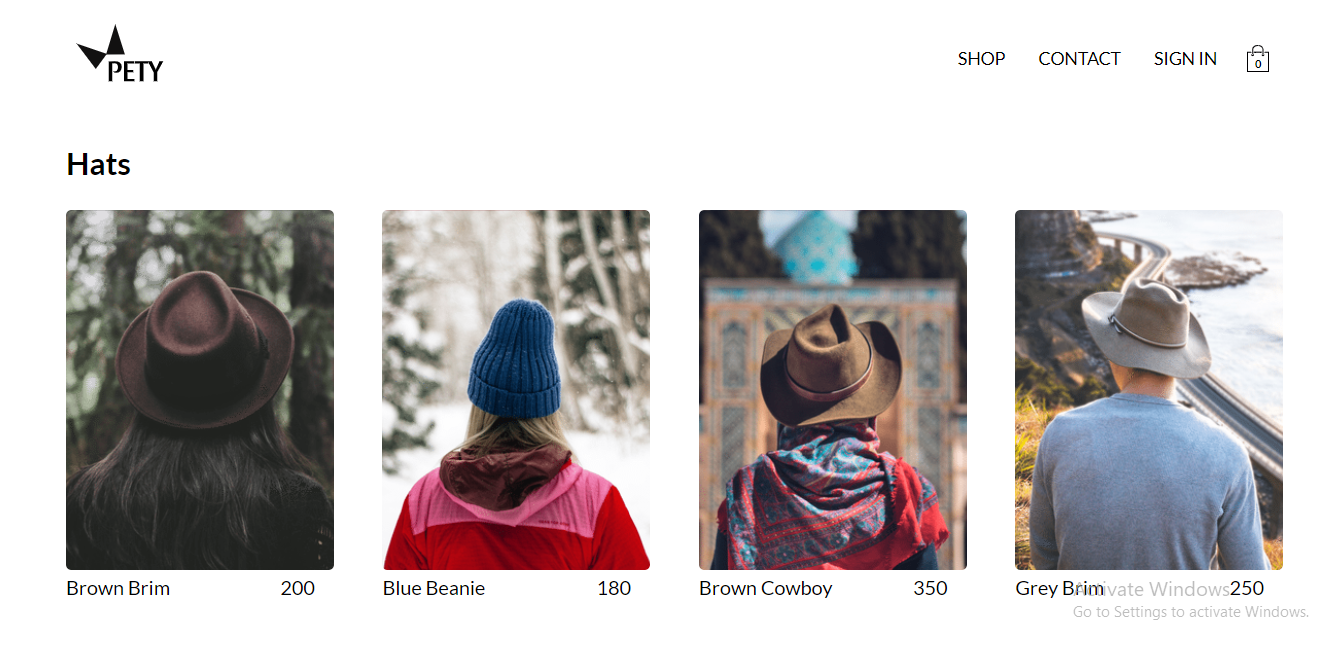 PETY
SHOP CONTACT SIGN IN 0
Hats
Brown Brim 200 Blue Beanie 180 Brown Cowboy 350 Grey Brim 250
Activate Windows
Go to Settings to activate Windows.